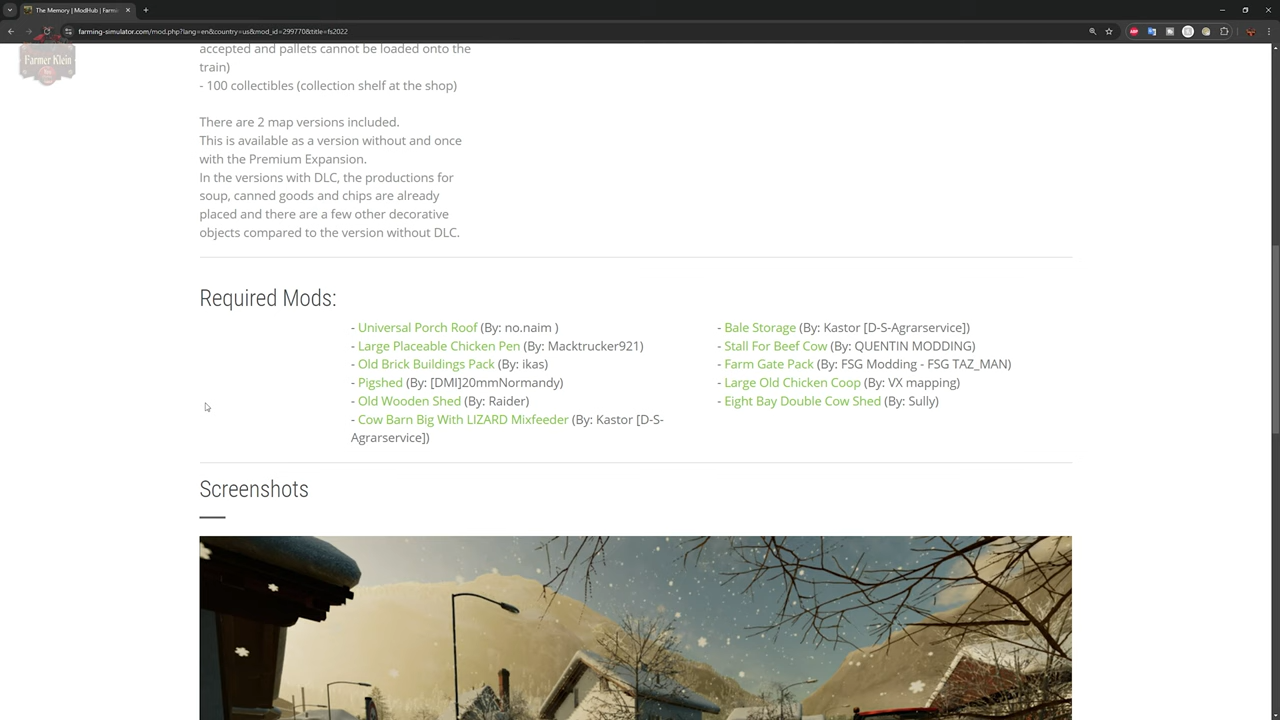 The Memory | ModHub | Farmi
farming-simulator.com/mod.php?lang=en&country=us&mod_id=299770&title=fs2022
Farmer Klein
accepted and pallets cannot be loaded onto the
train)
- 100 collectibles (collection shelf at the shop)
There are 2 map versions included.
This is available as a version without and once
with the Premium Expansion.
In the versions with DLC, the productions for
soup, canned goods and chips are already
placed and there are a few other decorative
objects compared to the version without DLC.
Required Mods:
- Universal Porch Roof (By: no.naim )
- Large Placeable Chicken Pen (By: Macktrucker921)
- Old Brick Buildings Pack (By: ikas)
- Pigshed (By: [DMI]20mmNormandy)
- Old Wooden Shed (By: Raider)
- Cow Barn Big With LIZARD Mixfeeder (By: Kastor [D-S-
Agrarservice])
- Bale Storage (By: Kastor [D-S-Agrarservice])
- Stall For Beef Cow (By: QUENTIN MODDING)
- Farm Gate Pack (By: FSG Modding - FSG TAZ_MAN)
- Large Old Chicken Coop (By: VX mapping)
- Eight Bay Double Cow Shed (By: Sully)
Screenshots